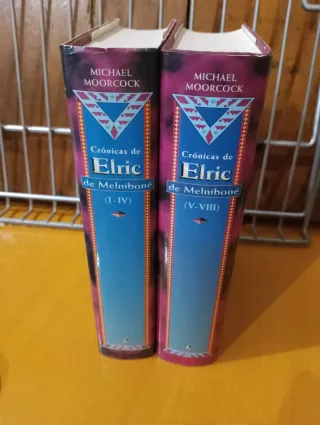 MICHAEL
MOORCOCK
Crónicas de
Elric
de Melniboné
(I-IV)
MICHAEL
MOORCOCK
Crónicas de
Elric
de Melniboné
(V-VIII)